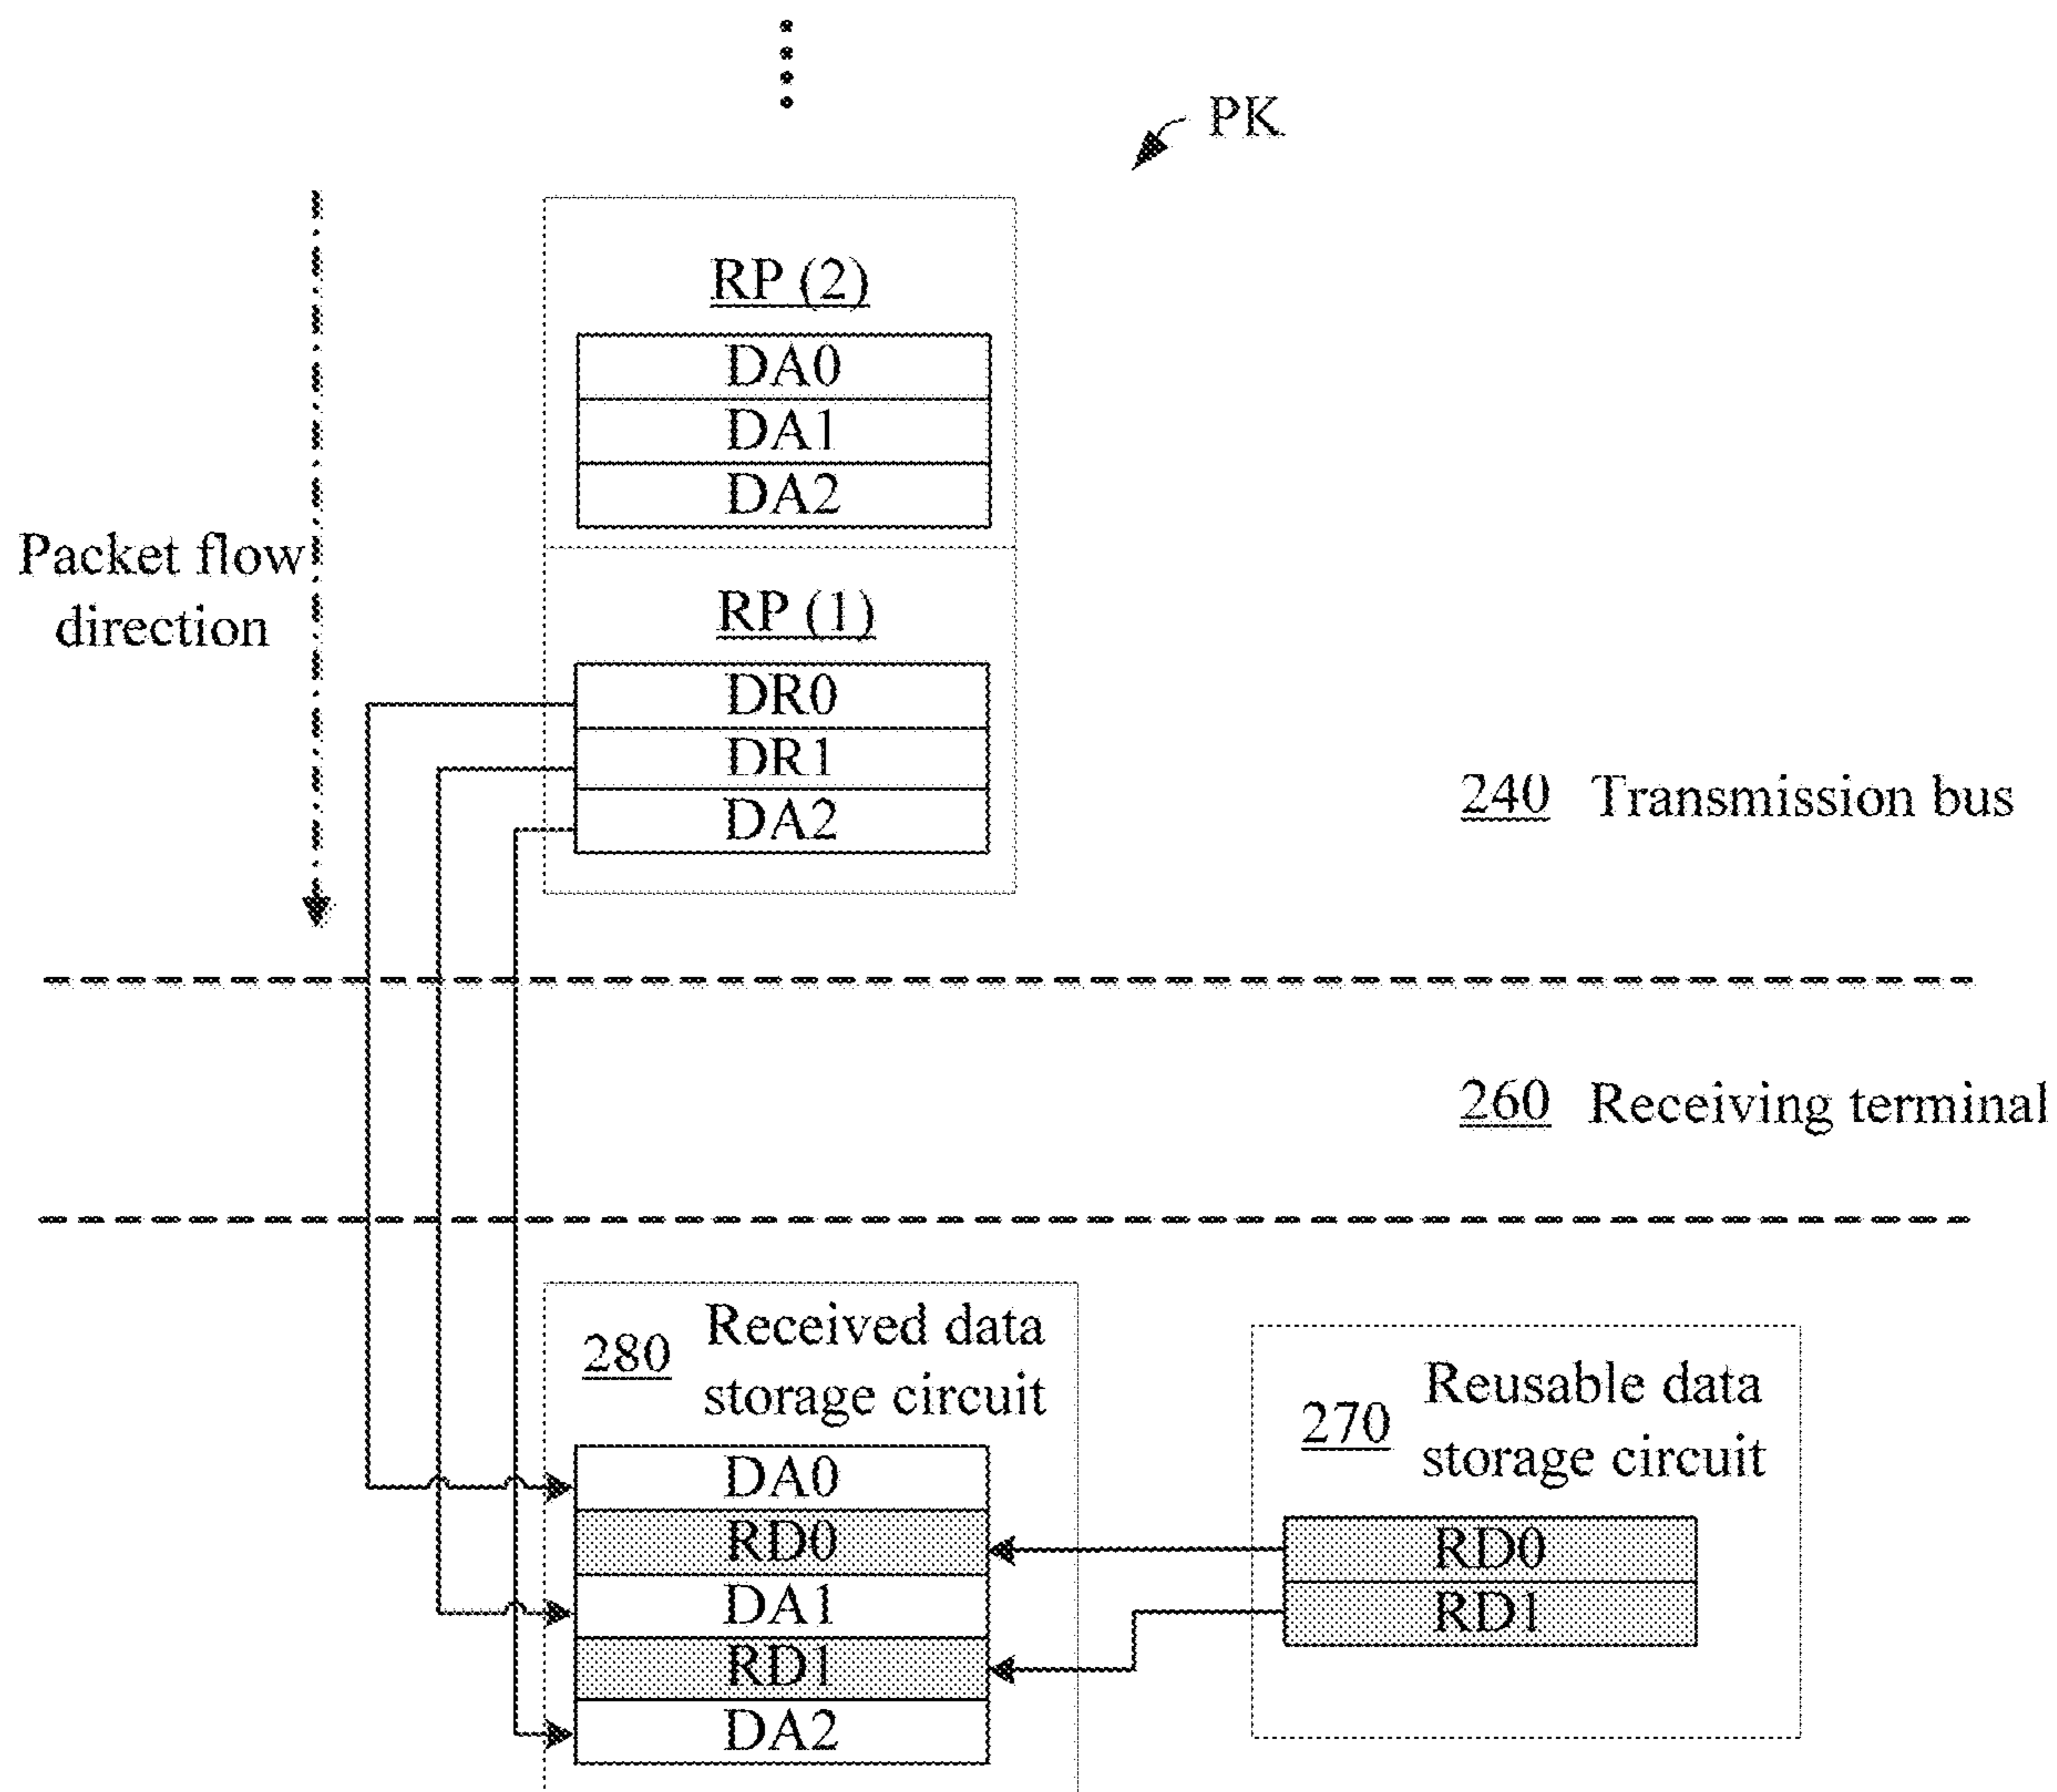 PK
RP (2)
DA0
DA1
DA2
Packet flow
direction
RP (1)
DR0
DR1
DA2
240 Transmission bus
260 Receiving terminal
280 Received data
storage circuit
DA0
RD0
DA1
RD1
DA2
270 Reusable data
storage circuit
RD0
RD1